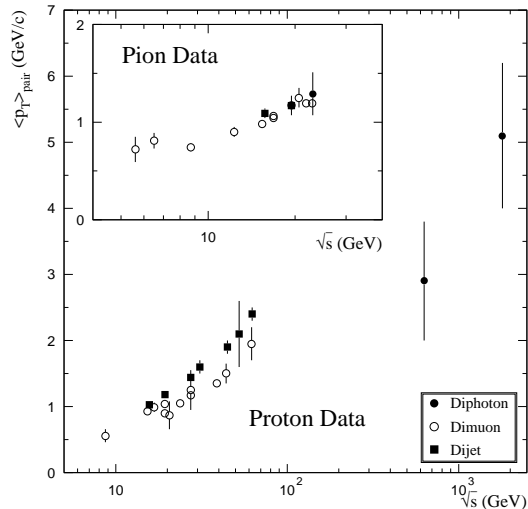 <p_T>_pair (GeV/c)
7
6
5
4
3
2
1
0
Pion Data
2
1
0
10
√s (GeV)
Proton Data
● Diphoton
○ Dimuon
■ Dijet
10 10² 10³
√s (GeV)